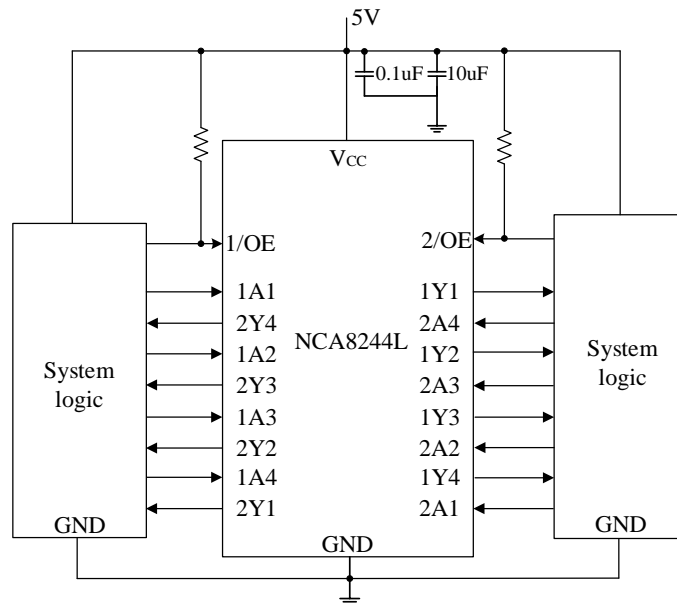 5V
0.1uF
10uF
VCC
1/OE
2/OE
1A1
1Y1
2Y4
2A4
NCA8244L
1A2
1Y2
System
logic
System
logic
2Y3
2A3
1A3
1Y3
2Y2
2A2
1A4
1Y4
2Y1
2A1
GND
GND
GND